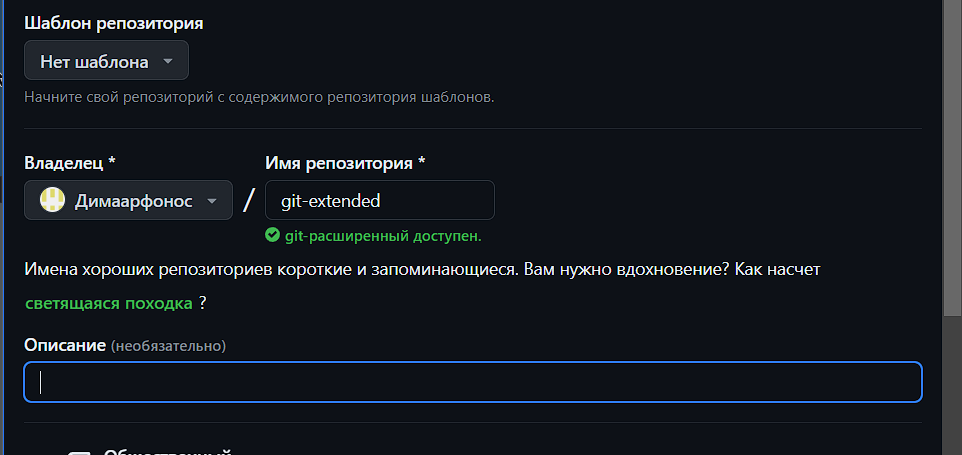 Шаблон репозитория
Нет шаблона
Начните свой репозиторий с содержимого репозитория шаблонов.
Владелец * Имя репозитория *
Димаарфонос / git-extended
git-расширенный доступен.
Имена хороших репозиториев короткие и запоминающиеся. Вам нужно вдохновение? Как насчет
светящаяся походка ?
Описание (необязательно)
Общественный